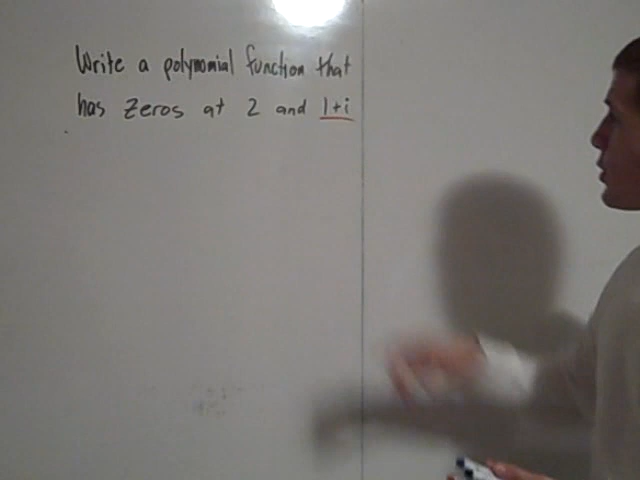 Write a polynomial function that
has zeros at 2 and 1+i